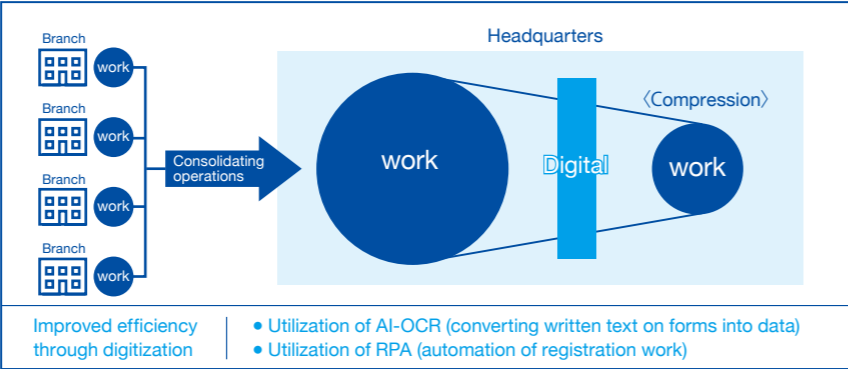 Headquarters
Branch
work
Branch
work
Branch
work
Branch
work
Consolidating
operations
work
Digital
〈Compression〉
work
Improved efficiency
through digitization
● Utilization of AI-OCR (converting written text on forms into data)
● Utilization of RPA (automation of registration work)